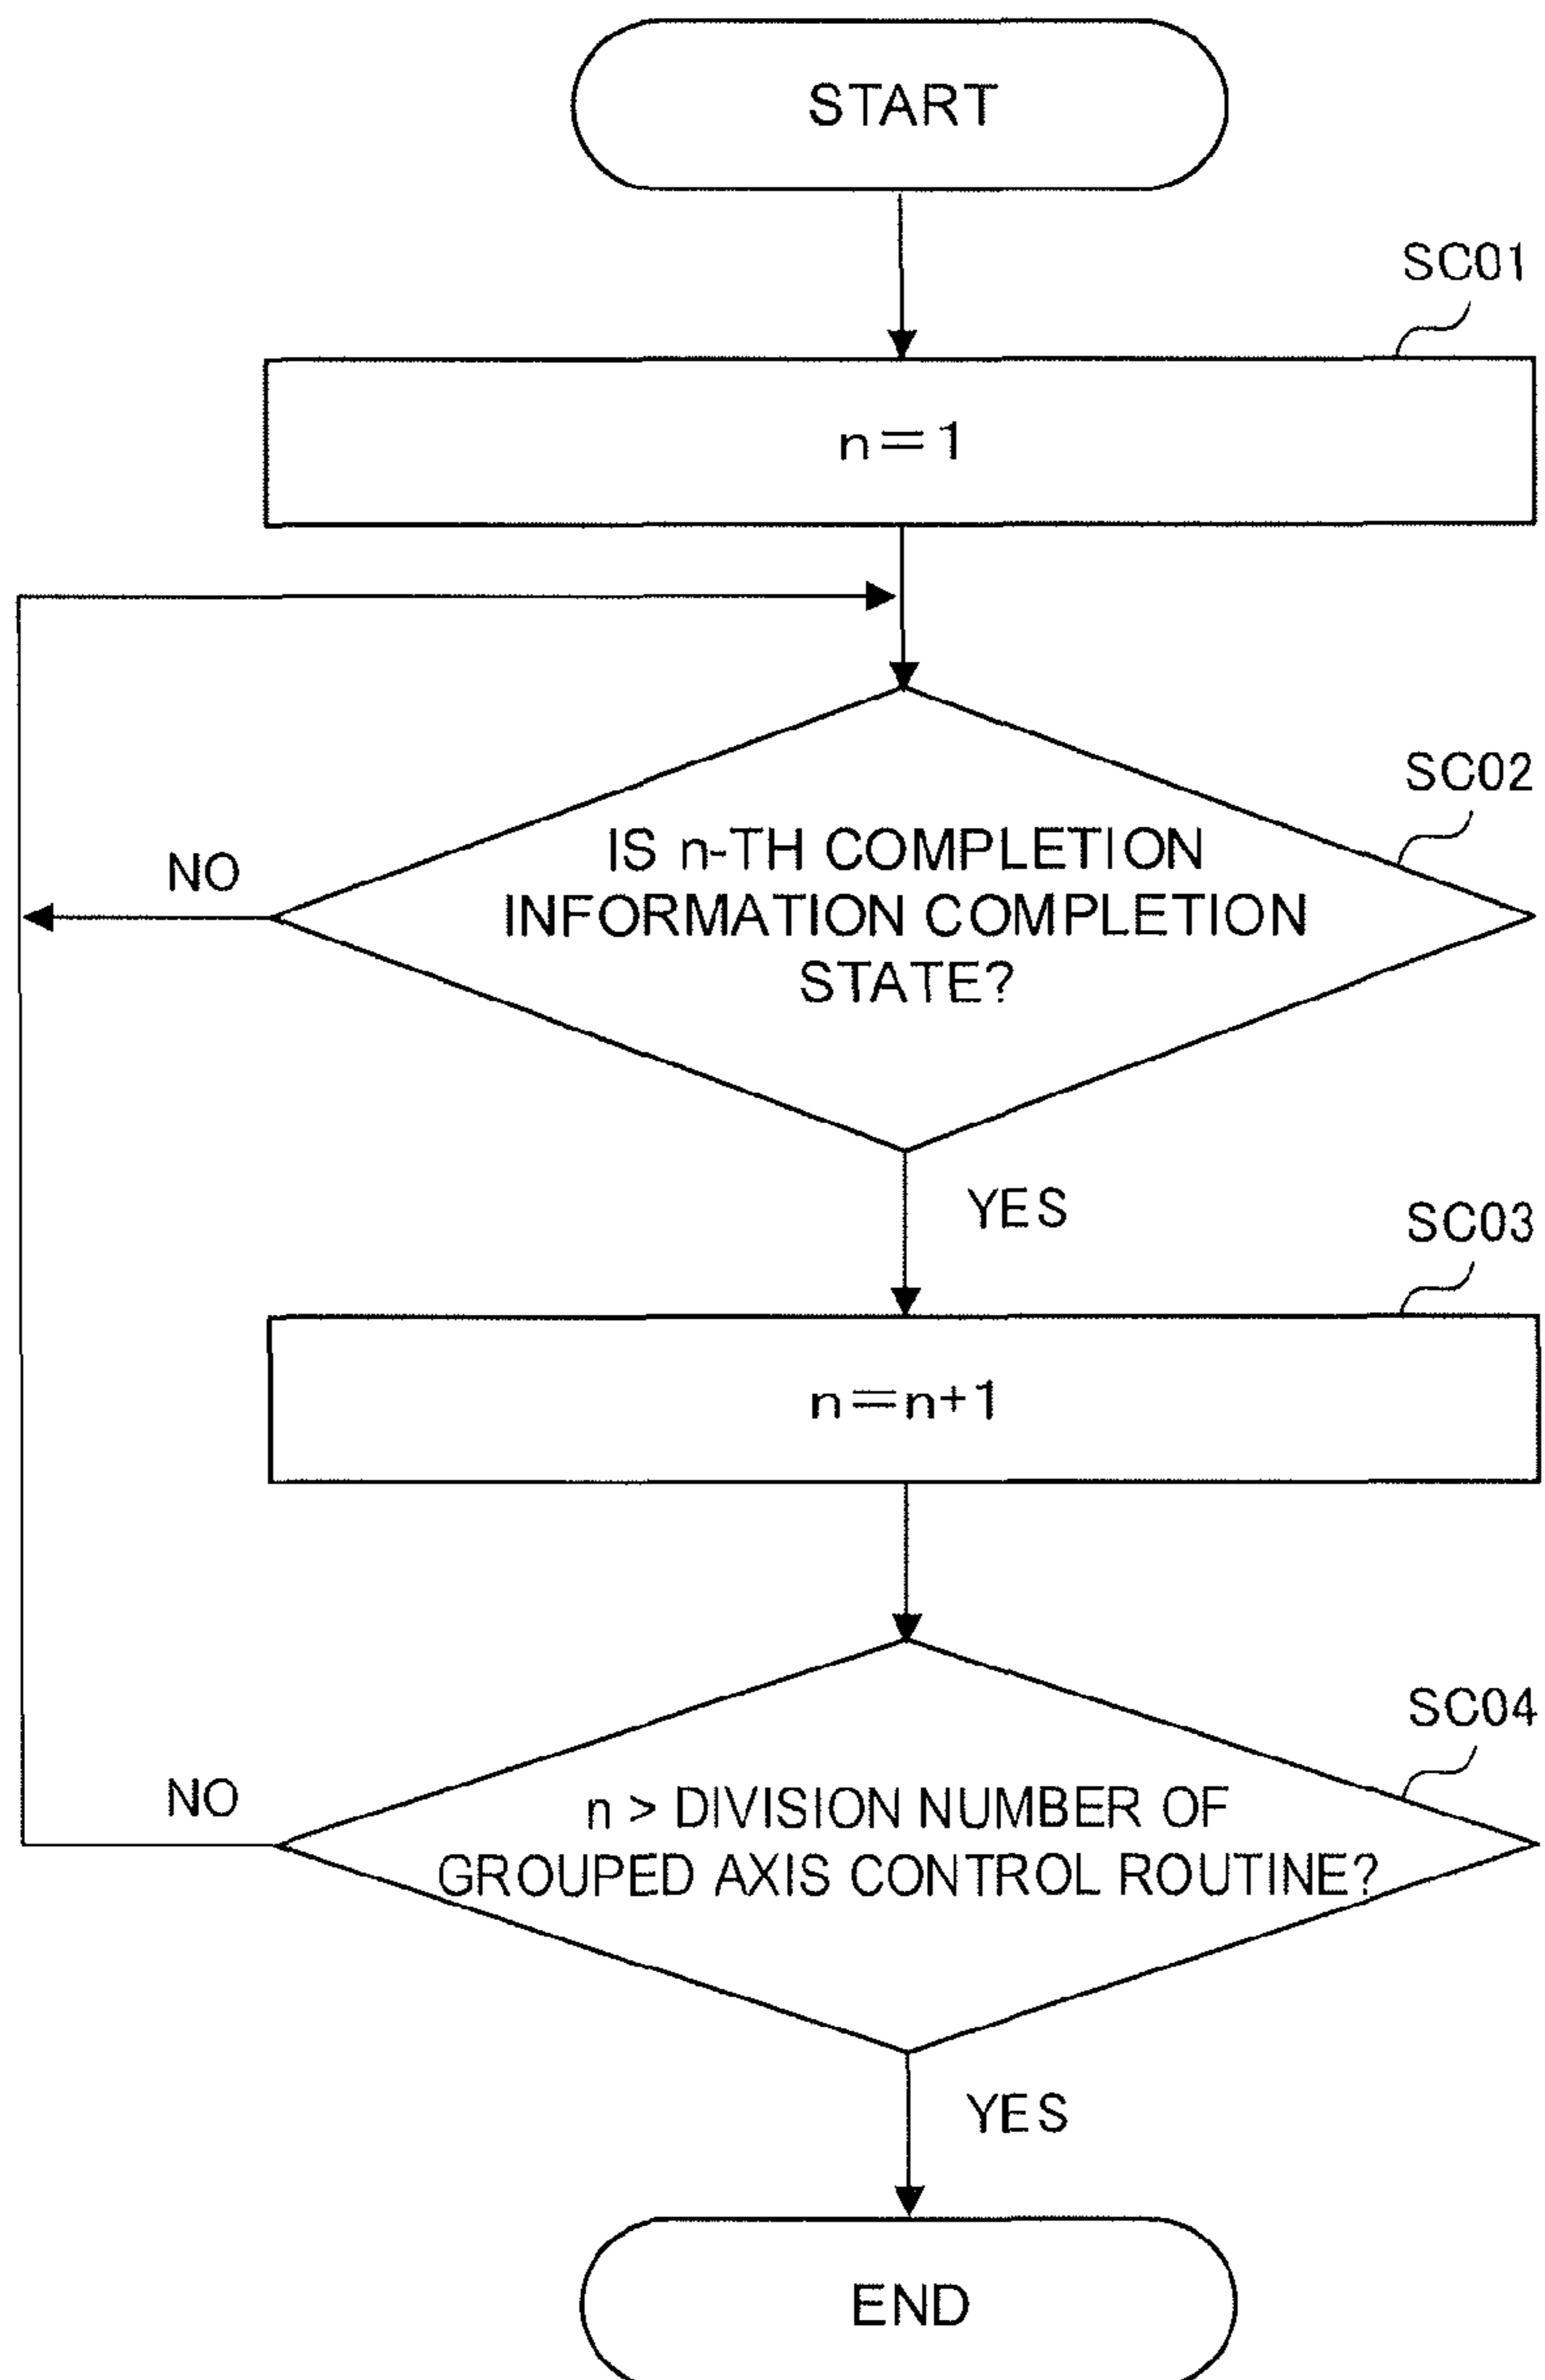 START
SC01
n=1
SC02
IS n-TH COMPLETION
INFORMATION COMPLETION
STATE?
NO
YES
SC03
n=n+1
SC04
n > DIVISION NUMBER OF
GROUPED AXIS CONTROL ROUTINE?
NO
YES
END